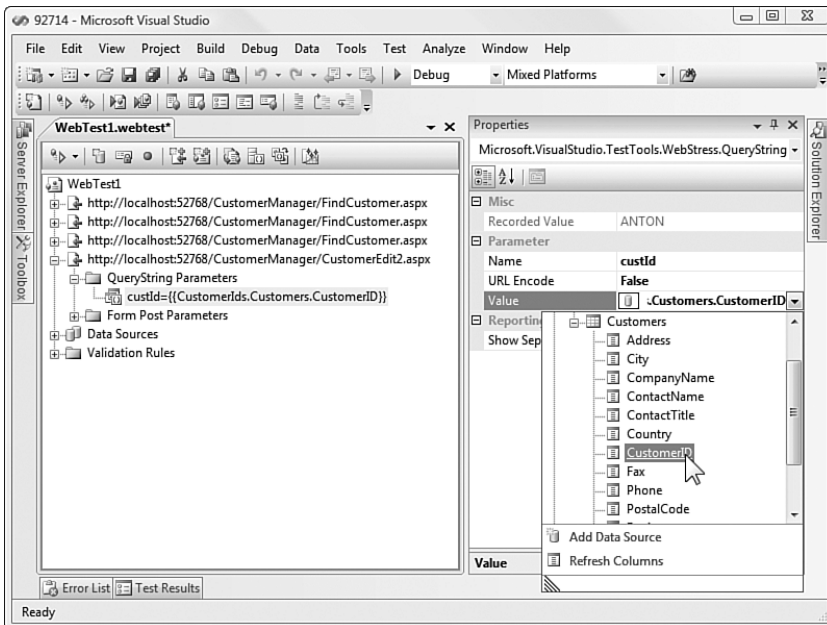 92714 - Microsoft Visual Studio
File Edit View Project Build Debug Data Tools Test Analyze Window Help
Debug Mixed Platforms
Server Explorer
Toolbox
WebTest1.webtest*
WebTest1
http://localhost:52768/CustomerManager/FindCustomer.aspx
http://localhost:52768/CustomerManager/FindCustomer.aspx
http://localhost:52768/CustomerManager/FindCustomer.aspx
http://localhost:52768/CustomerManager/CustomerEdit2.aspx
QueryString Parameters
custId={{CustomerIds.Customers.CustomerID}}
Form Post Parameters
Data Sources
Validation Rules
Properties
Microsoft.VisualStudio.TestTools.WebStress.QueryString
Misc
Recorded Value ANTON
Parameter
Name custId
URL Encode False
Value .Customers.CustomerID
Reporting
Show Sep
Customers
Address
City
CompanyName
ContactName
ContactTitle
Country
CustomerID
Fax
Phone
PostalCode
Add Data Source
Refresh Columns
Value
Solution Explorer
Error List Test Results
Ready